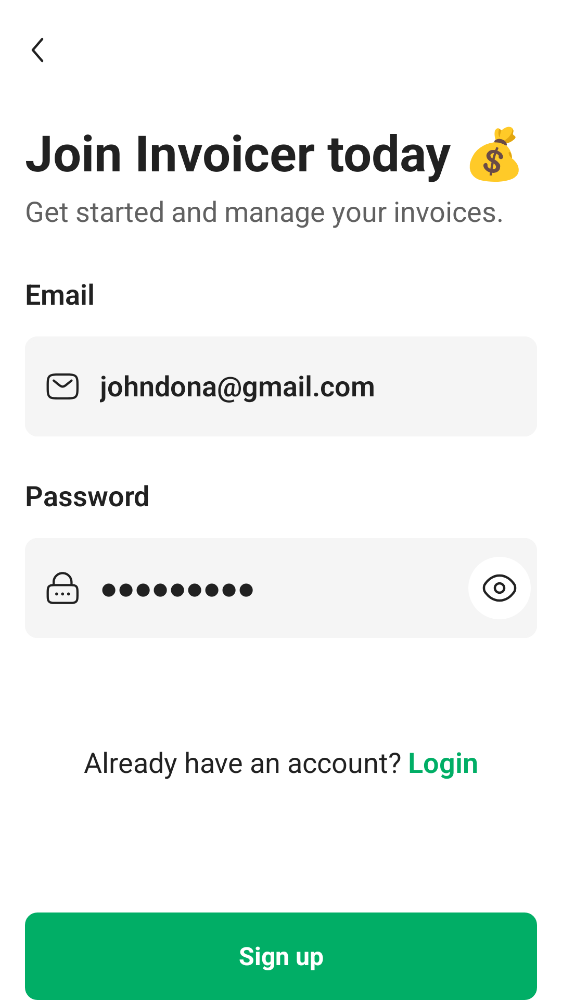 Join Invoicer today 💰
Get started and manage your invoices.
Email
johndona@gmail.com
Password
●●●●●●●●●
Already have an account? Login
Sign up